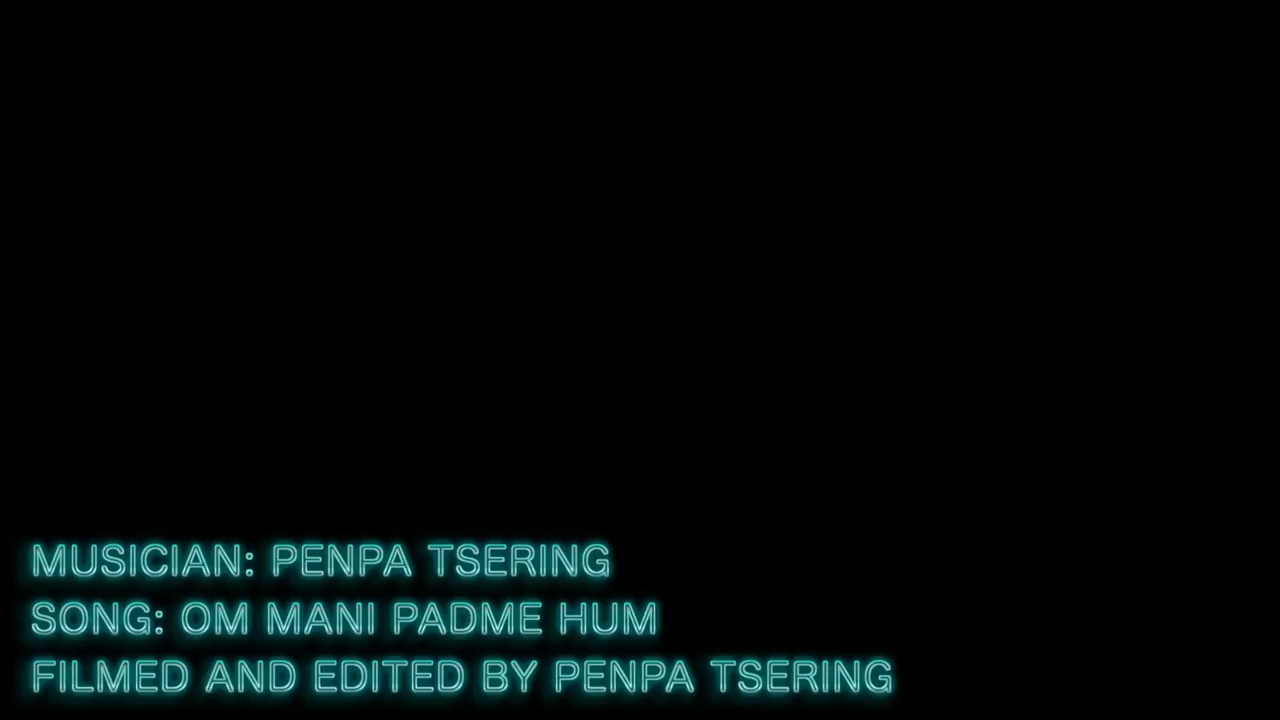 MUSICIAN: PENPA TSERING
SONG: OM MANI PADME HUM
FILMED AND EDITED BY PENPA TSERING